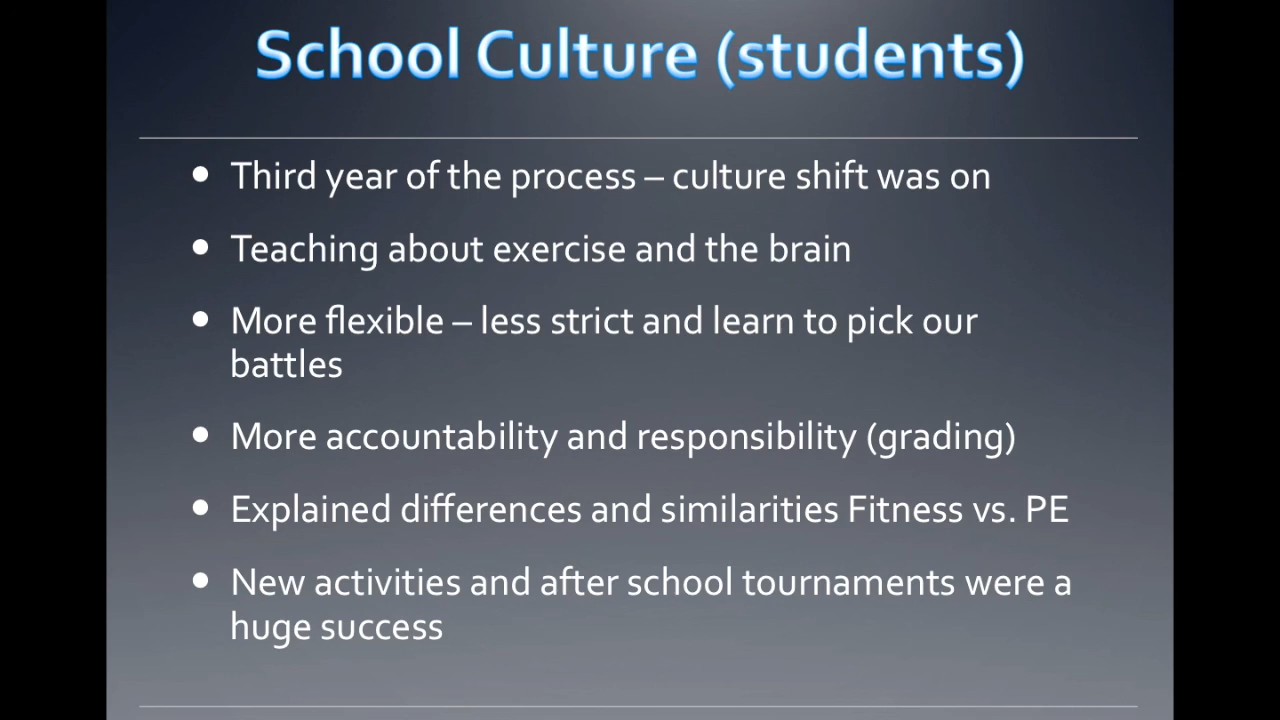 School Culture (students)
• Third year of the process – culture shift was on
• Teaching about exercise and the brain
• More flexible – less strict and learn to pick our
battles
• More accountability and responsibility (grading)
• Explained differences and similarities Fitness vs. PE
• New activities and after school tournaments were a
huge success